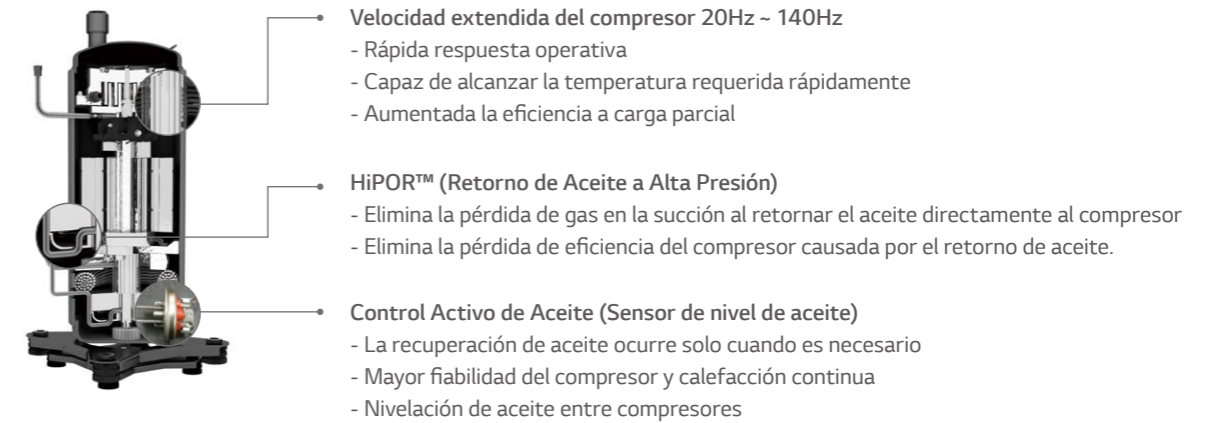 Velocidad extendida del compresor 20Hz ~ 140Hz
- Rápida respuesta operativa
- Capaz de alcanzar la temperatura requerida rápidamente
- Aumentada la eficiencia a carga parcial
HiPOR™ (Retorno de Aceite a Alta Presión)
- Elimina la pérdida de gas en la succión al retornar el aceite directamente al compresor
- Elimina la pérdida de eficiencia del compresor causada por el retorno de aceite.
Control Activo de Aceite (Sensor de nivel de aceite)
- La recuperación de aceite ocurre solo cuando es necesario
- Mayor fiabilidad del compresor y calefacción continua
- Nivelación de aceite entre compresores